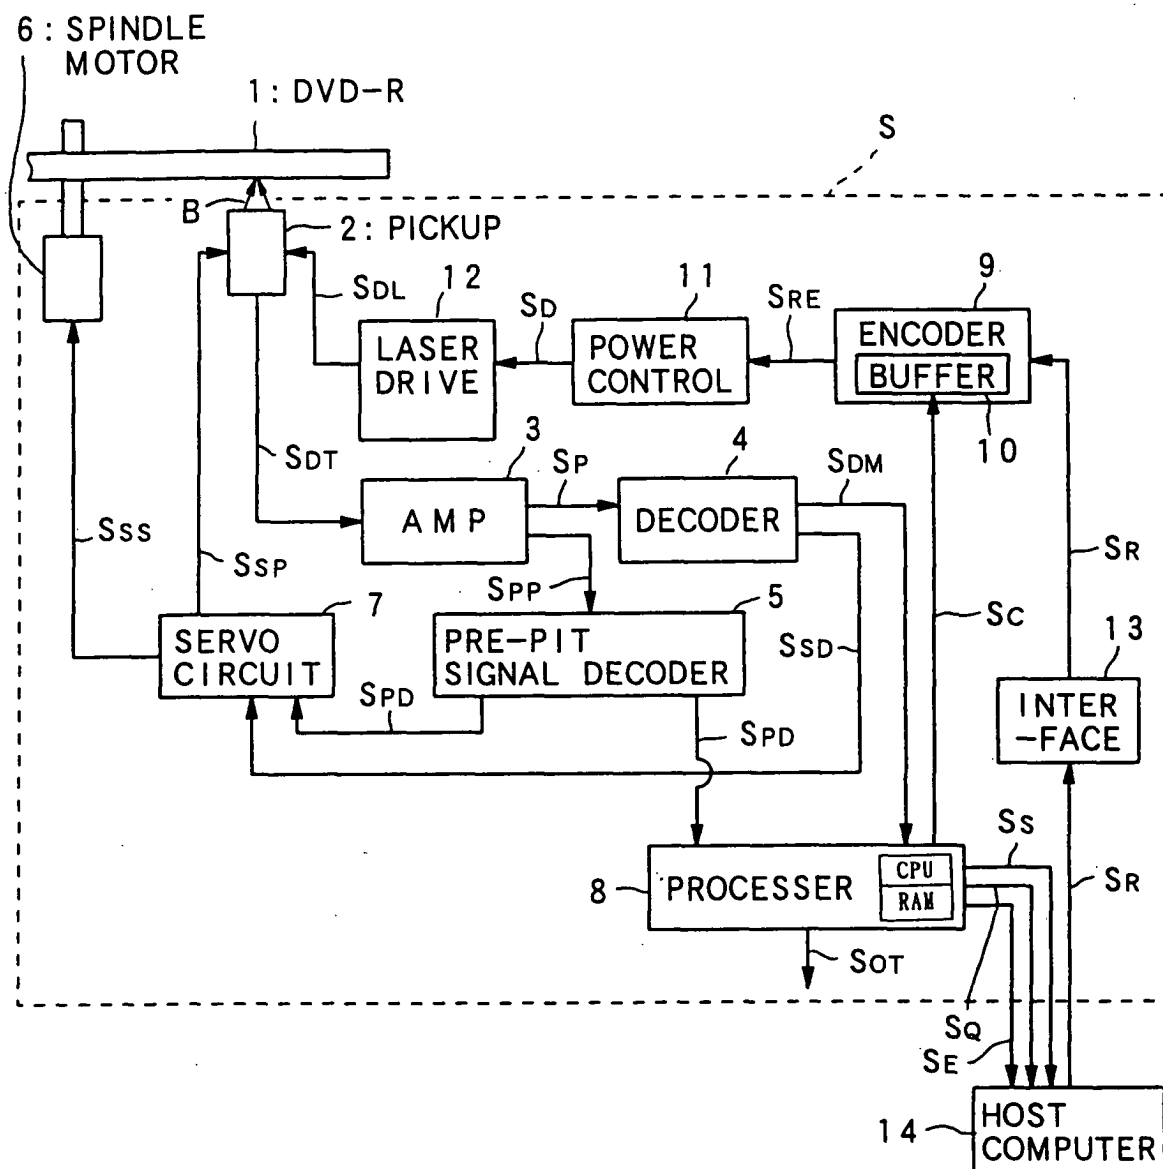 6: SPINDLE
MOTOR
1: DVD-R
S
B
2: PICKUP
SDL
12
SD
11
SRE
9
LASER
DRIVE
POWER
CONTROL
ENCODER
BUFFER
10
SDT
3
SP
4
SDM
AMP
DECODER
SSS
SSP
SPP
SR
7
5
SC
SERVO
CIRCUIT
PRE-PIT
SIGNAL DECODER
SSD
13
SPD
SPD
INTER
-FACE
SS
8
PROCESSER
CPU
RAM
SR
SOT
SQ
SE
14
HOST
COMPUTER